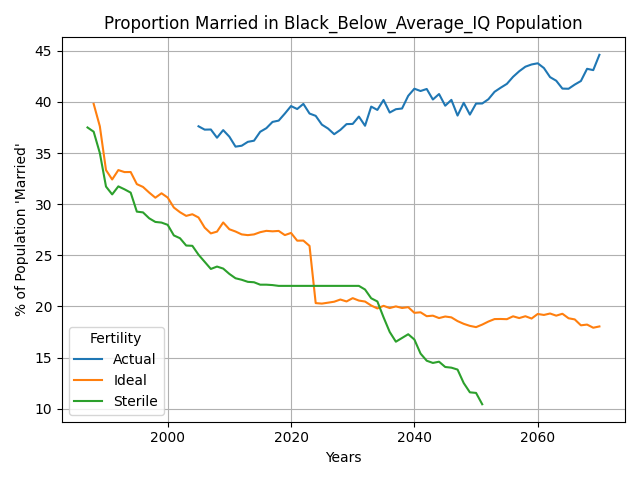 Proportion Married in Black_Below_Average_IQ Population
% of Population 'Married'
45
40
35
30
25
20
15
10
Fertility
Actual
Ideal
Sterile
2000
2020
2040
2060
Years